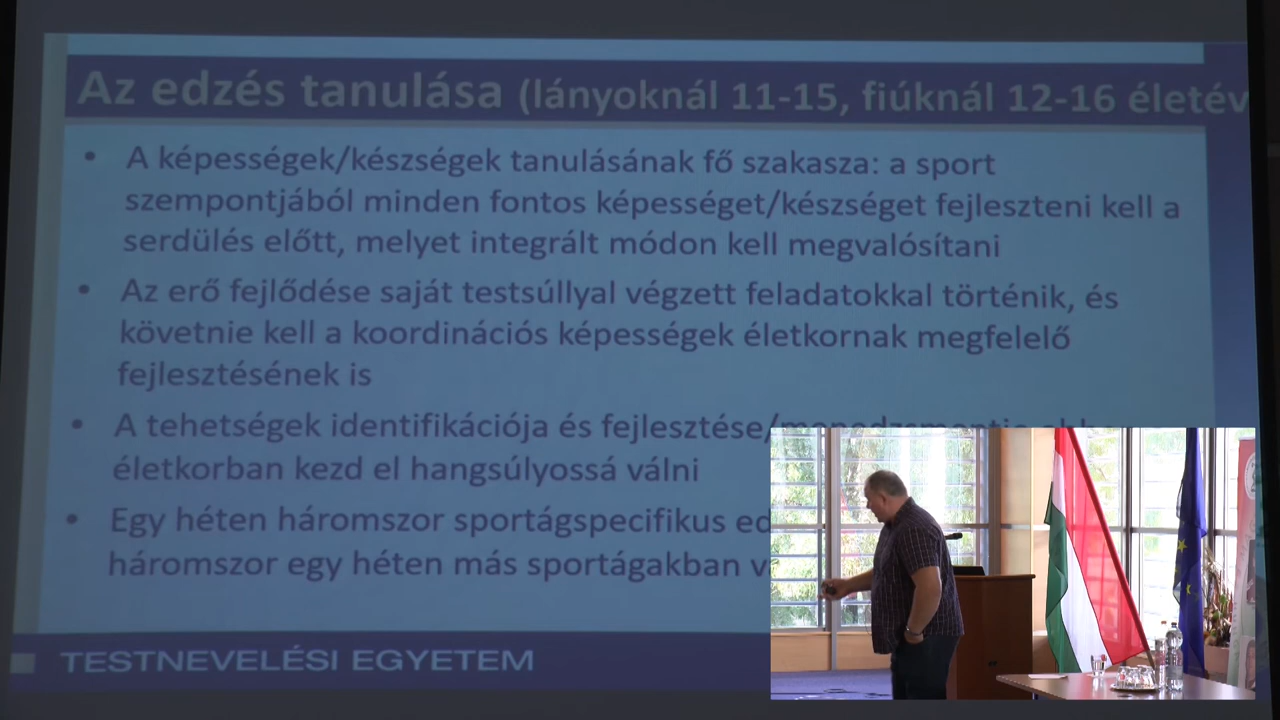 Az edzés tanulása (lányoknál 11-15, fiúknál 12-16 életév
• A képességek/készségek tanulásának fő szakasza: a sport
szempontjából minden fontos képességet/készséget fejleszteni kell a
serdülés előtt, melyet integrált módon kell megvalósítani
• Az erő fejlődése saját testsúllyal végzett feladatokkal történik, és
követnie kell a koordinációs képességek életkornak megfelelő
fejlesztésének is
• A tehetségek identifikációja és fejlesztése/
életkorban kezd el hangsúlyossá válni
• Egy héten háromszor sportágspecifikus
háromszor egy héten más sportágakban
TESTNEVELÉSI EGYETEM